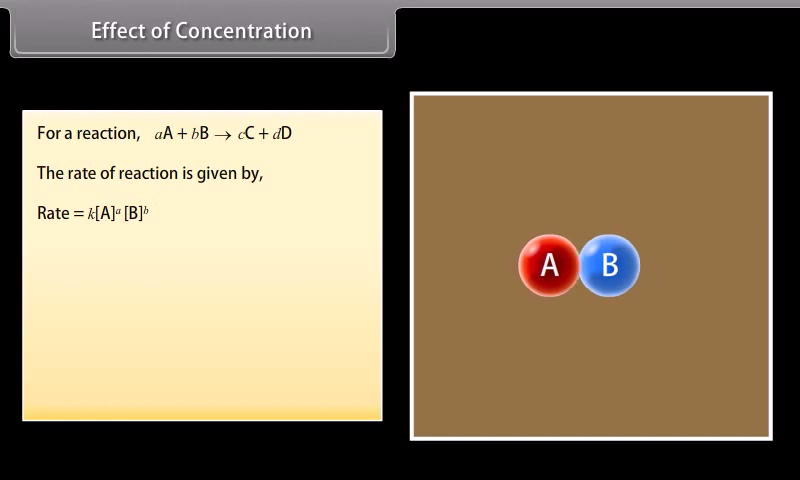 Effect of Concentration
For a reaction, aA + bB → cC + dD
The rate of reaction is given by,
Rate = k[A]ᵃ [B]ᵇ
A B